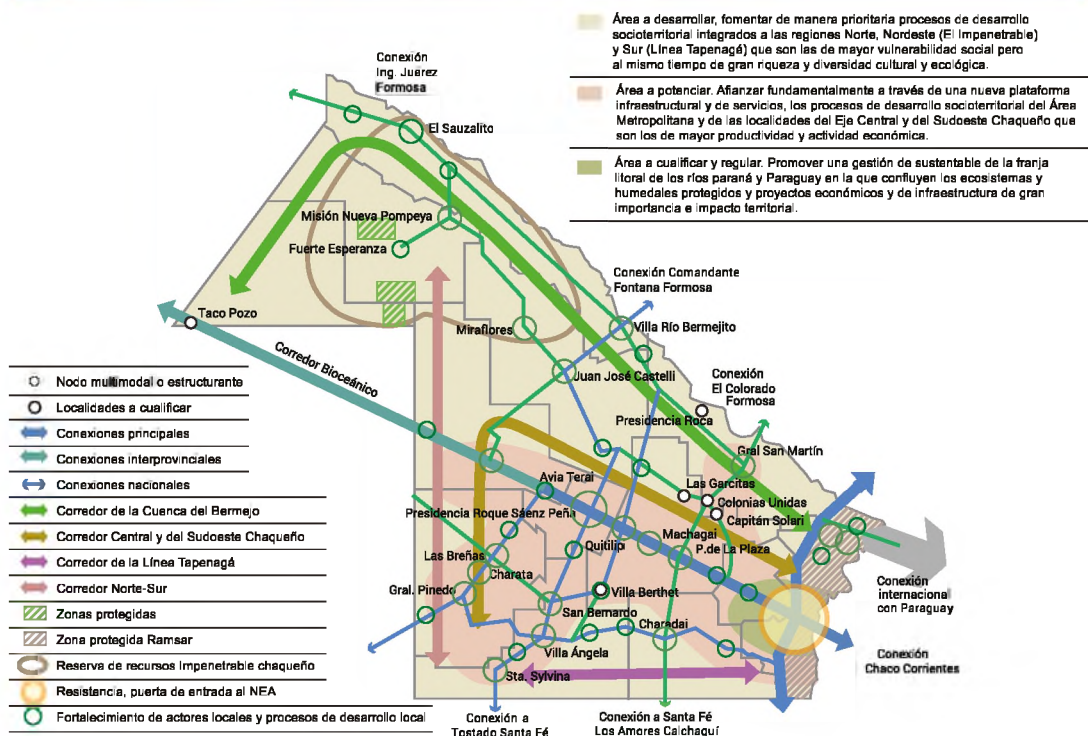 Área a desarrollar, fomentar de manera prioritaria procesos de desarrollo
socioterritorial integrados a las regiones Norte, Nordeste (El Impenetrable)
y Sur (Línea Tapenagá) que son las de mayor vulnerabilidad social pero
al mismo tiempo de gran riqueza y diversidad cultural y ecológica.
Área a potenciar. Afianzar fundamentalmente a través de una nueva plataforma
infraestructural y de servicios, los procesos de desarrollo socioterritorial del Área
Metropolitana y de las localidades del Eje Central y del Sudoeste Chaqueño que
son los de mayor productividad y actividad económica.
Área a cualificar y regular. Promover una gestión de sustentable de la franja
litoral de los ríos paraná y Paraguay en la que confluyen los ecosistemas y
humedales protegidos y proyectos económicos y de infraestructura de gran
importancia e impacto territorial.
Conexión
Ing. Juarez
Formosa
El Sauzalito
Misión Nueva Pompeya
Fuerte Esperanza
Taco Pozo
Miraflores
Conexión Comandante
Fontana Formosa
Villa Río Bermejito
Corredor Bioceánico
Juan José Castelli
Conexión
El Colorado
Formosa
Presidencia Roca
Gral San Martín
Avia Terai
Las Garcitas
Colonias Unidas
Capitán Solari
Presidencia Roque Sáenz Peña
Quitilipi
Machagai
P.de La Plaza
Las Breñas
Charata
Gral. Pinedo
Villa Berthet
San Bernardo
Charadai
Villa Ángela
Sta. Sylvina
Conexión
internacional
con Paraguay
Conexión
Chaco Corrientes
Conexión a
Tostado Santa Fé
Conexión a Santa Fé
Los Amores Calchaquí
Nodo multimodal o estructurante
Localidades a cualificar
Conexiones principales
Conexiones interprovinciales
Conexiones nacionales
Corredor de la Cuenca del Bermejo
Corredor Central y del Sudoeste Chaqueño
Corredor de la Línea Tapenagá
Corredor Norte-Sur
Zonas protegidas
Zona protegida Ramsar
Reserva de recursos Impenetrable chaqueño
Resistancia, puerta de entrada al NEA
Fortalecimiento de actores locales y procesos de desarrollo local